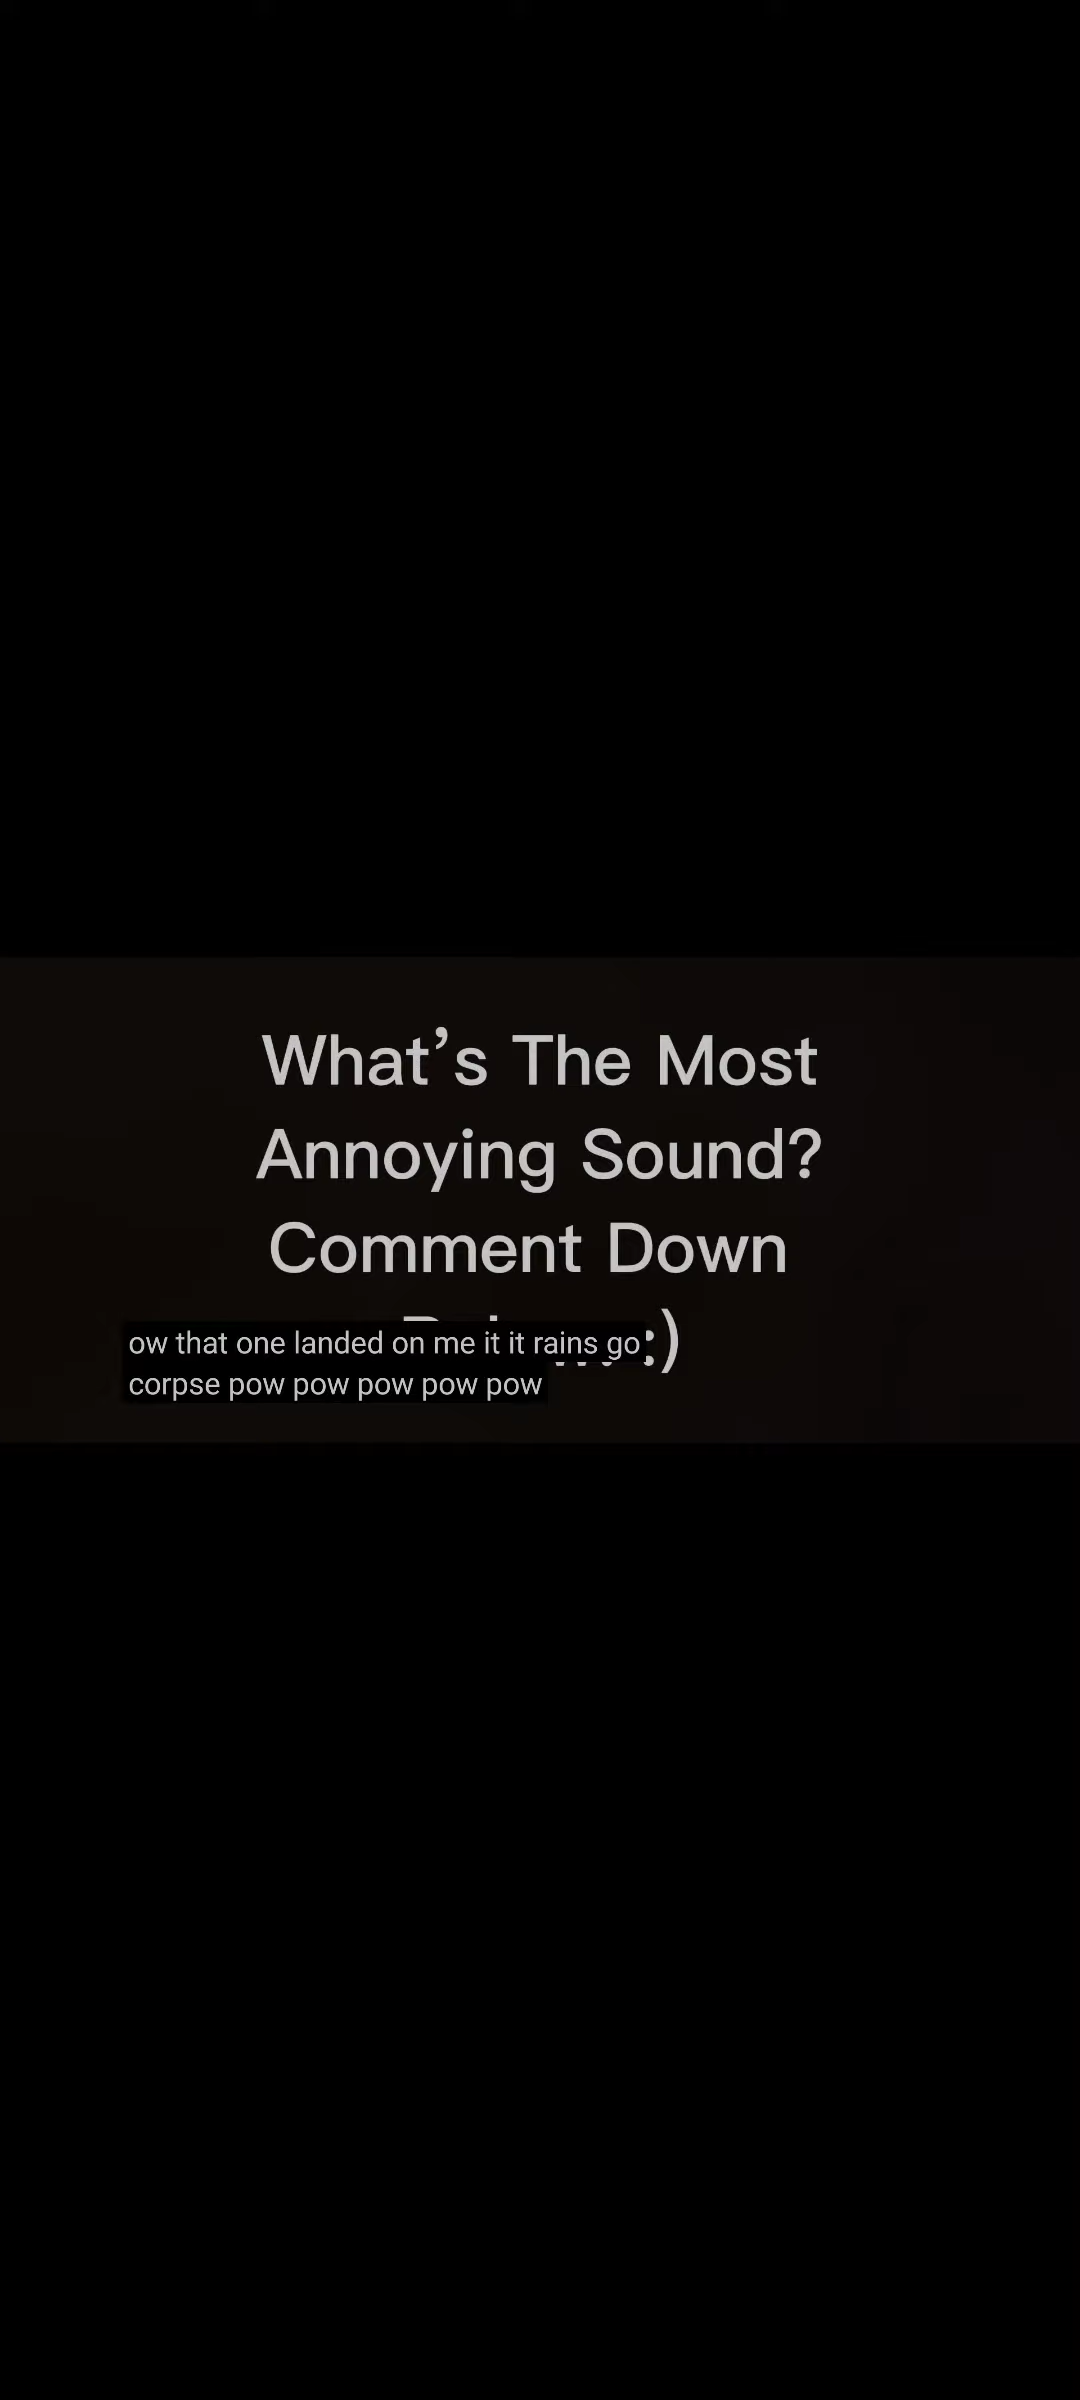 What’s The Most
Annoying Sound?
Comment Down
:)
ow that one landed on me it it rains go
corpse pow pow pow pow pow